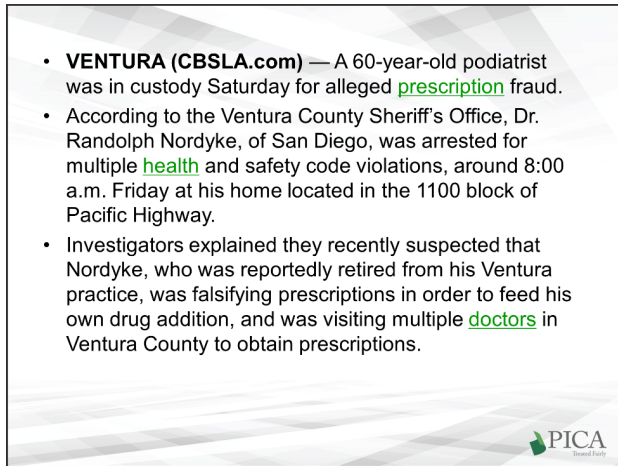 • VENTURA (CBSLA.com) — A 60-year-old podiatrist
was in custody Saturday for alleged prescription fraud.
• According to the Ventura County Sheriff’s Office, Dr.
Randolph Nordyke, of San Diego, was arrested for
multiple health and safety code violations, around 8:00
a.m. Friday at his home located in the 1100 block of
Pacific Highway.
• Investigators explained they recently suspected that
Nordyke, who was reportedly retired from his Ventura
practice, was falsifying prescriptions in order to feed his
own drug addition, and was visiting multiple doctors in
Ventura County to obtain prescriptions.
PICA
Treated Fairly